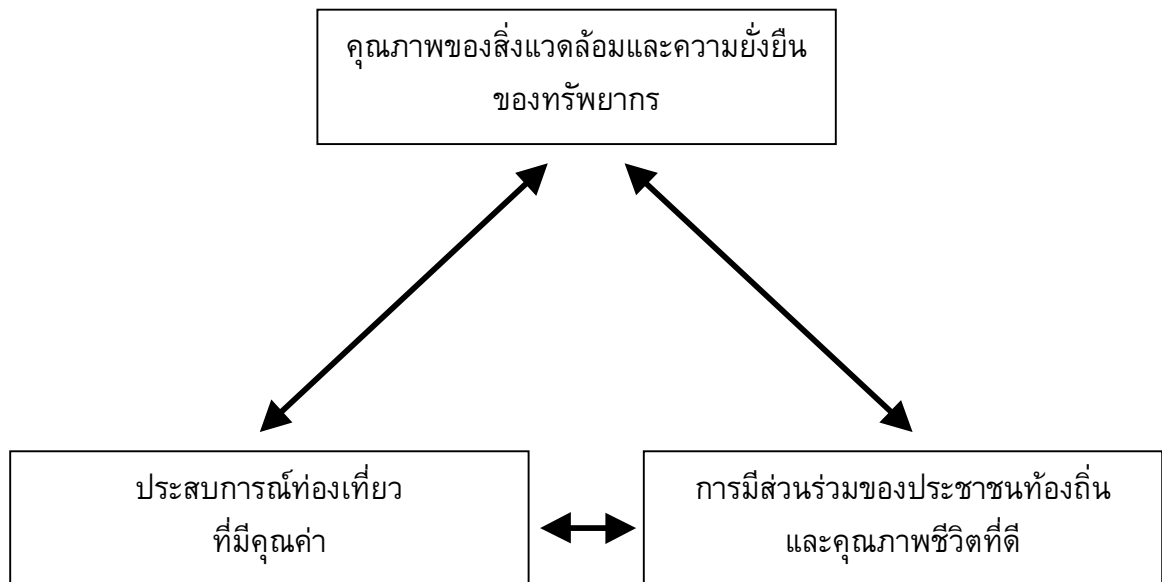 คุณภาพของสิ่งแวดล้อมและความยั่งยืน
ของทรัพยากร
ประสบการณ์ท่องเที่ยว
ที่มีคุณค่า
การมีส่วนร่วมของประชาชนท้องถิ่น
และคุณภาพชีวิตที่ดี